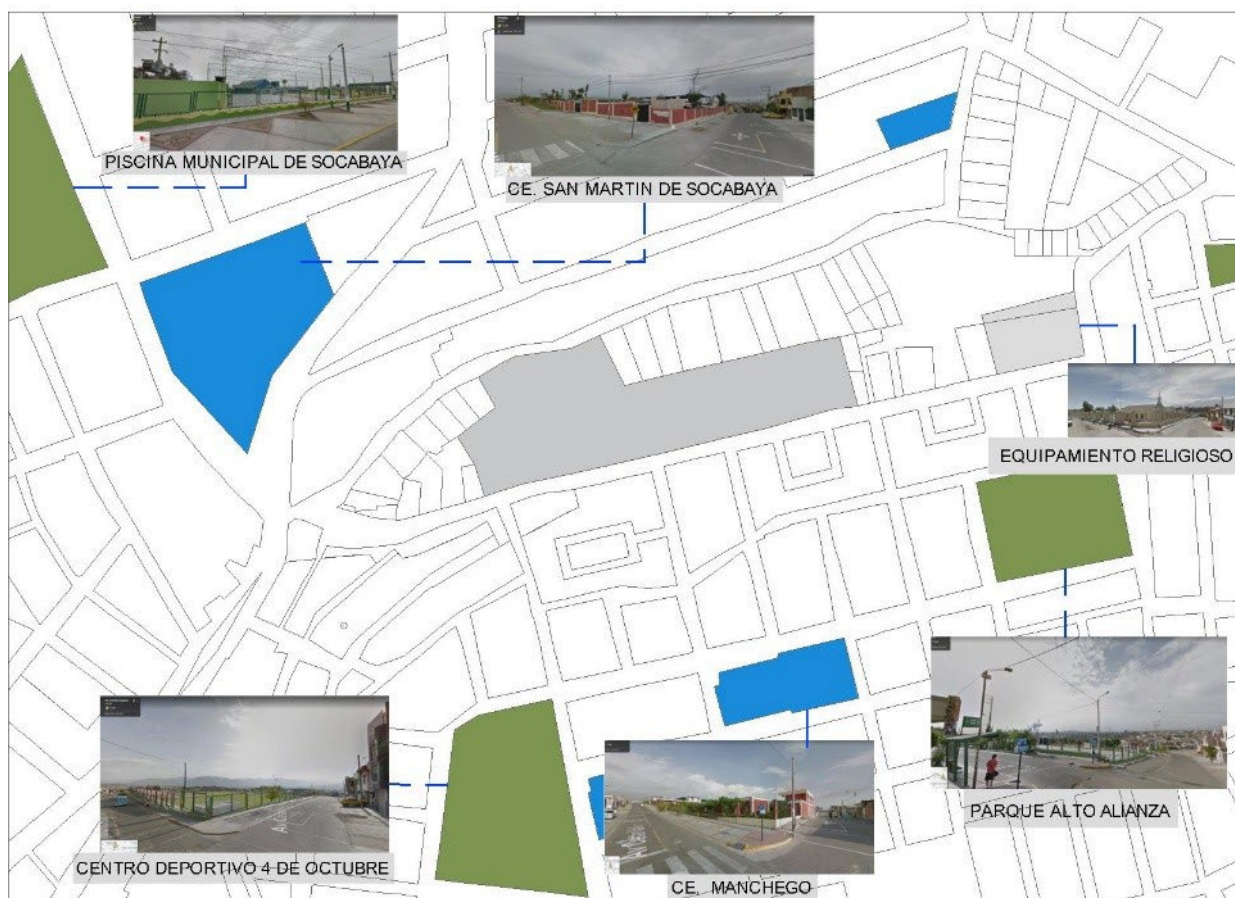 PISCINA MUNICIPAL DE SOCABAYA
CE. SAN MARTIN DE SOCABAYA
EQUIPAMIENTO RELIGIOSO
PARQUE ALTO ALIANZA
CENTRO DEPORTIVO 4 DE OCTUBRE
CE. MANCHEGO